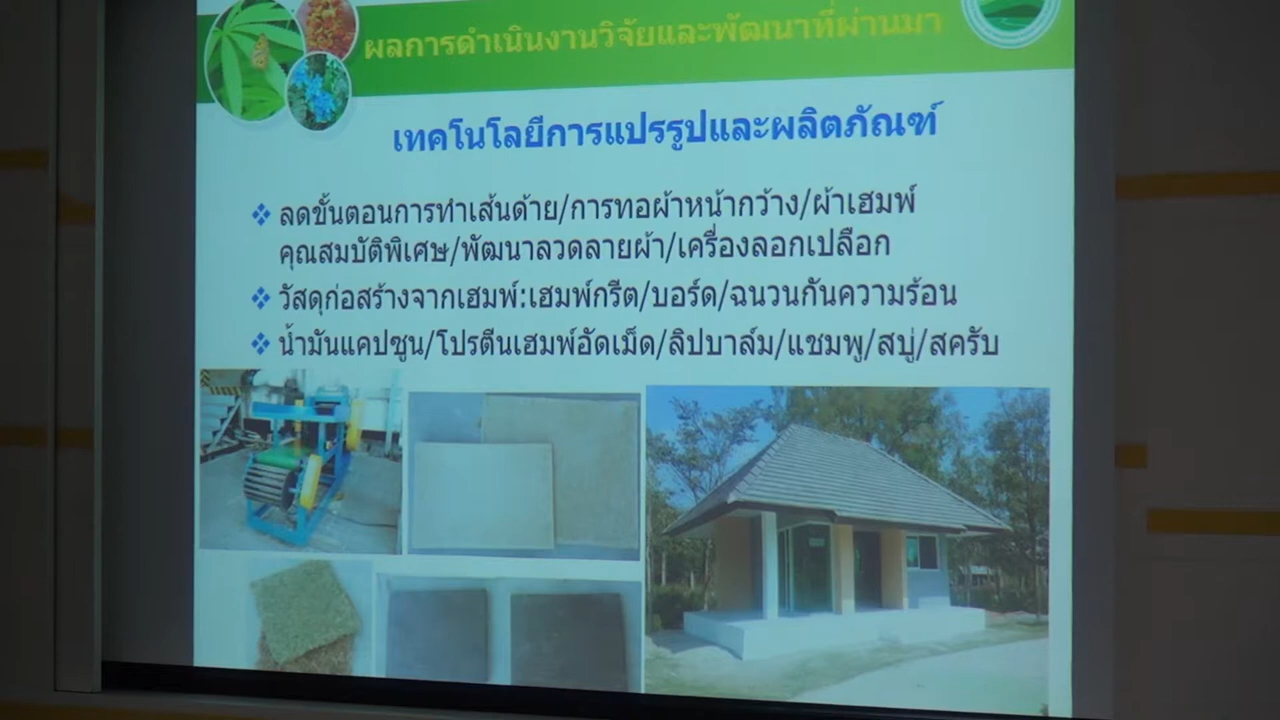 ผลการดำเนินงานวิจัยและพัฒนาที่ผ่านมา
เทคโนโลยีการแปรรูปและผลิตภัณฑ์
❖ ลดขั้นตอนการทำเส้นด้าย/การทอผ้าหน้ากว้าง/ผ้าเฮมพ์
คุณสมบัติพิเศษ/พัฒนาลวดลายผ้า/เครื่องลอกเปลือก
❖ วัสดุก่อสร้างจากเฮมพ์:เฮมพ์กรีต/บอร์ด/ฉนวนกันความร้อน
❖ น้ำมันแคปซูน/โปรตีนเฮมพ์อัดเม็ด/ลิปบาล์ม/แชมพู/สบู่/สครับ